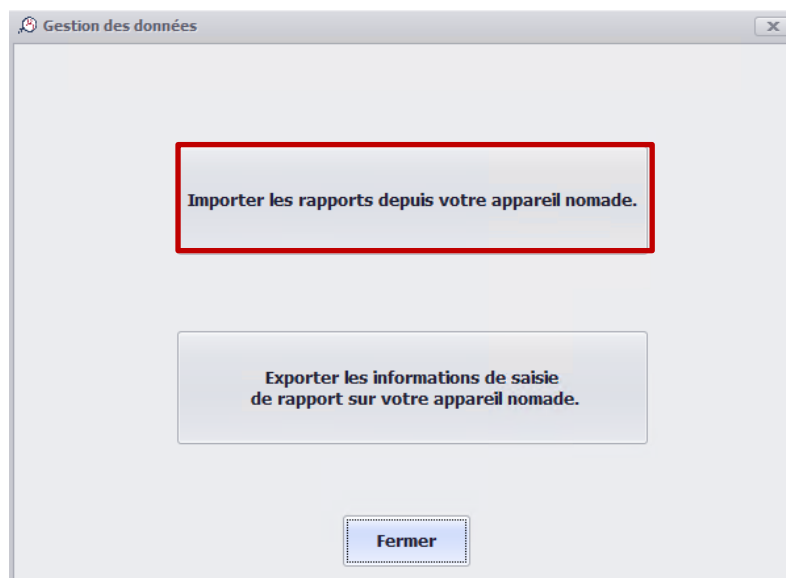 Gestion des données
Importer les rapports depuis votre appareil nomade.
Exporter les informations de saisie
de rapport sur votre appareil nomade.
Fermer